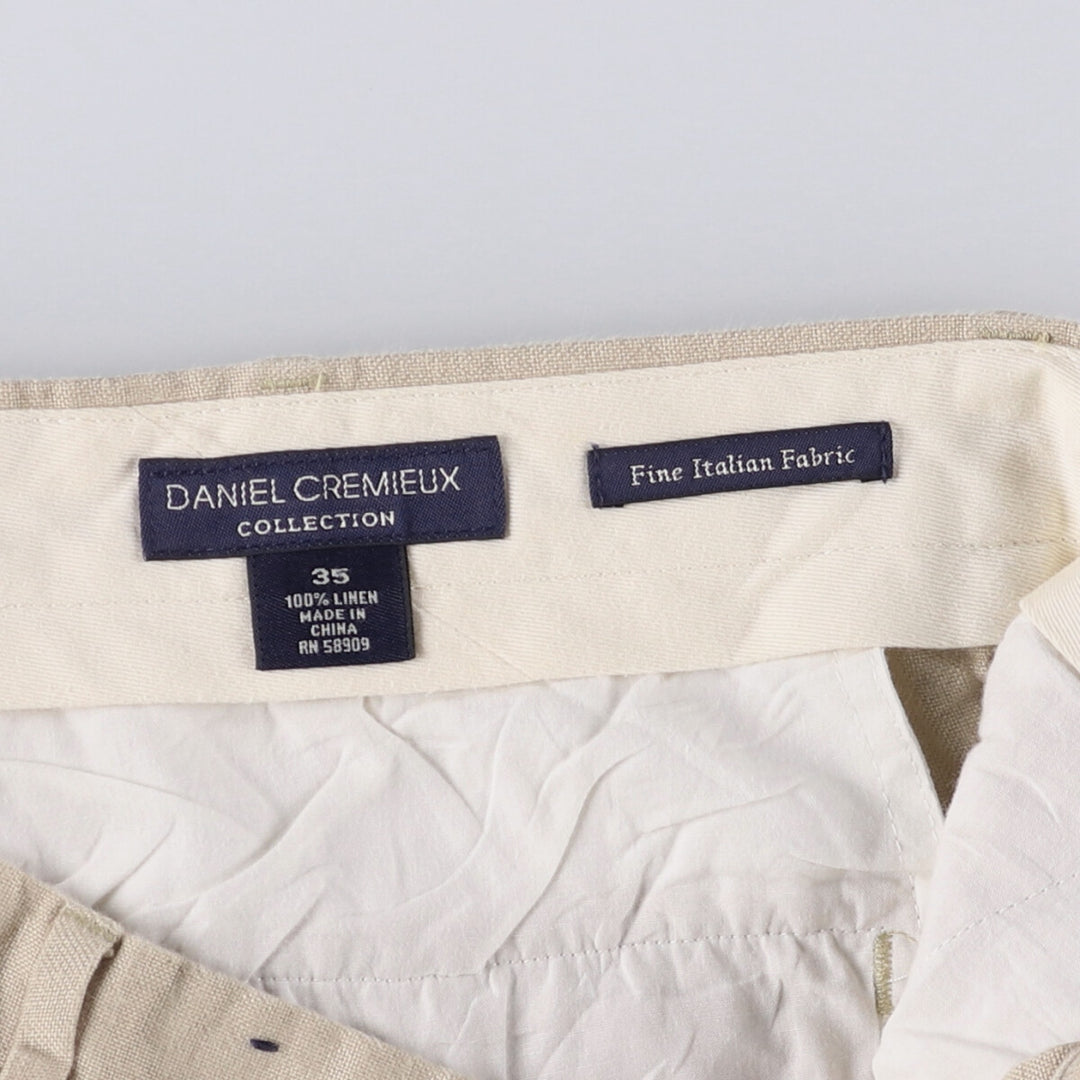 DANIEL CREMIEUX
COLLECTION
35
100% LINEN
MADE IN
CHINA
RN 58909
Fine Italian Fabric